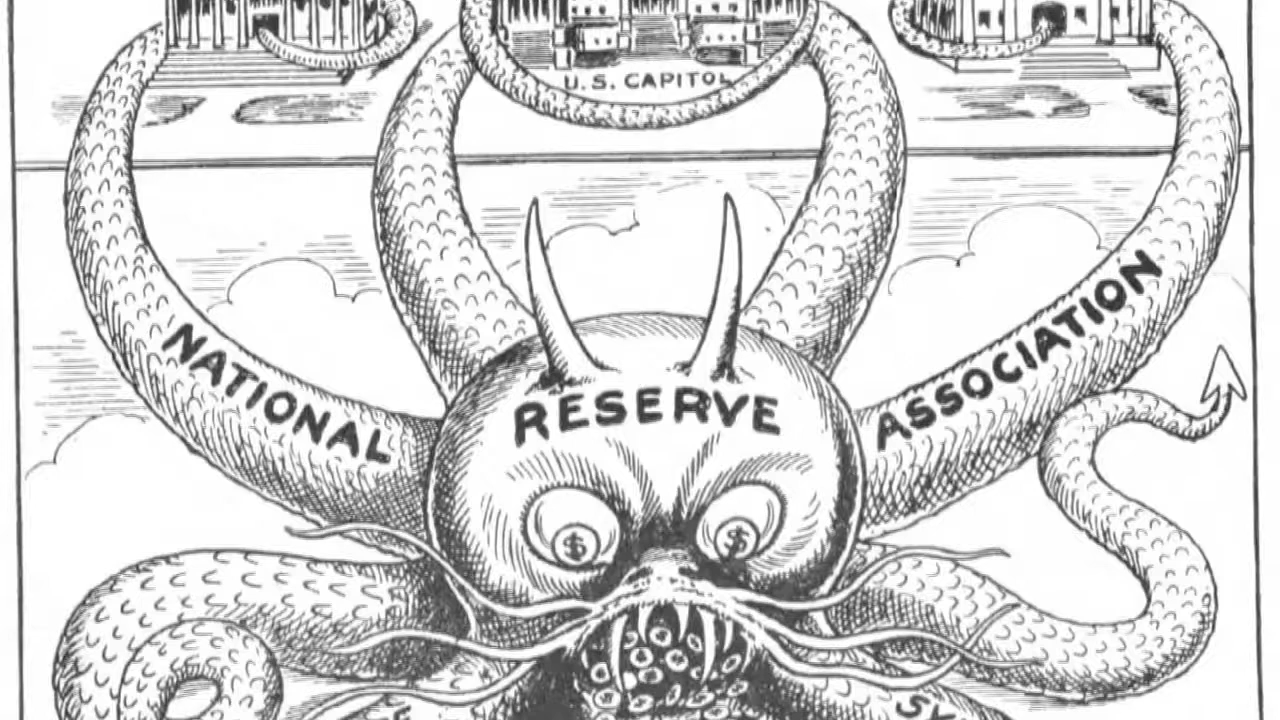 U.S. CAPITOL
NATIONAL
RESERVE
ASSOCIATION
$ $